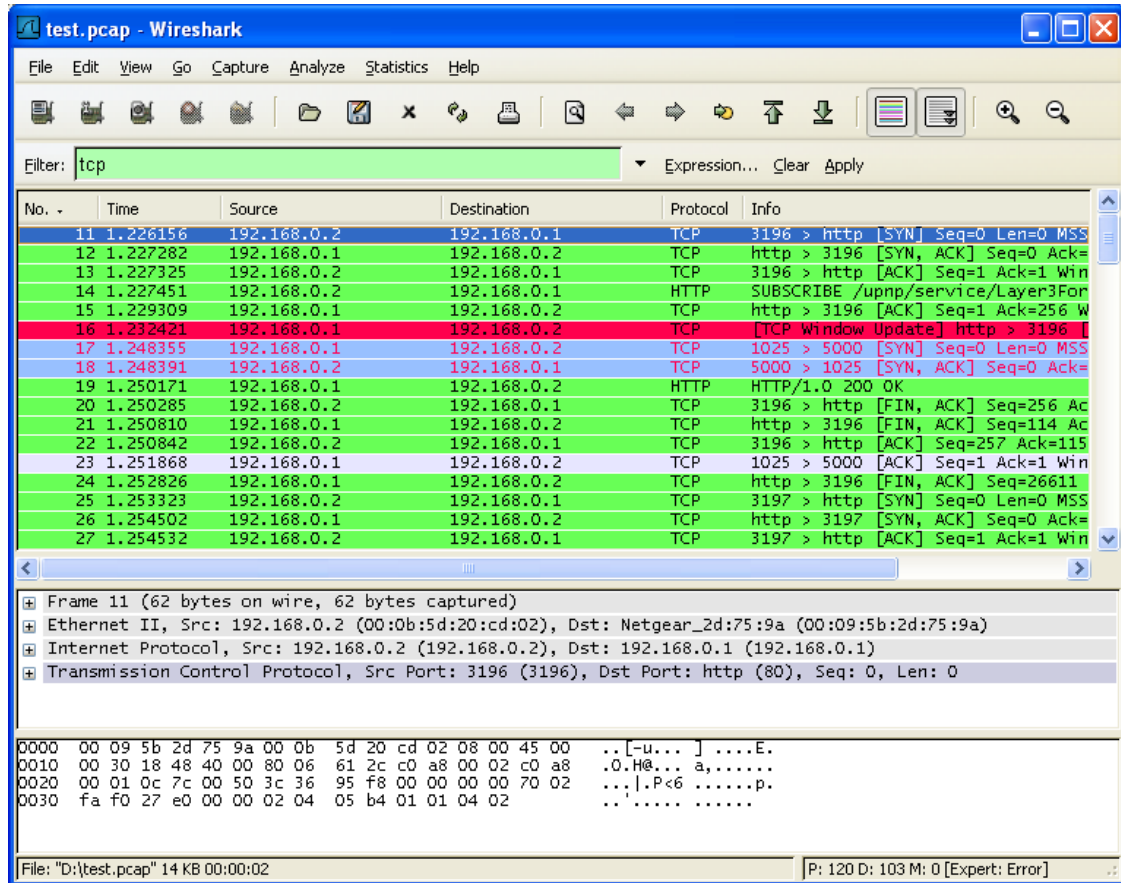 test.pcap - Wireshark
File Edit View Go Capture Analyze Statistics Help
Filter: tcp Expression... Clear Apply
No. Time Source Destination Protocol Info
11 1.226156 192.168.0.2 192.168.0.1 TCP 3196 > http [SYN] Seq=0 Len=0 MSS
12 1.227282 192.168.0.1 192.168.0.2 TCP http > 3196 [SYN, ACK] Seq=0 Ack=
13 1.227325 192.168.0.2 192.168.0.1 TCP 3196 > http [ACK] Seq=1 Ack=1 Win
14 1.227451 192.168.0.2 192.168.0.1 HTTP SUBSCRIBE /upnp/service/Layer3For
15 1.229309 192.168.0.1 192.168.0.2 TCP http > 3196 [ACK] Seq=1 Ack=256 W
16 1.232421 192.168.0.1 192.168.0.2 TCP [TCP Window Update] http > 3196 [
17 1.248355 192.168.0.1 192.168.0.2 TCP 1025 > 5000 [SYN] Seq=0 Len=0 MSS
18 1.248391 192.168.0.2 192.168.0.1 TCP 5000 > 1025 [SYN, ACK] Seq=0 Ack=
19 1.250171 192.168.0.1 192.168.0.2 HTTP HTTP/1.0 200 OK
20 1.250285 192.168.0.2 192.168.0.1 TCP 3196 > http [FIN, ACK] Seq=256 Ac
21 1.250810 192.168.0.1 192.168.0.2 TCP http > 3196 [FIN, ACK] Seq=114 Ac
22 1.250842 192.168.0.2 192.168.0.1 TCP 3196 > http [ACK] Seq=257 Ack=115
23 1.251868 192.168.0.1 192.168.0.2 TCP 1025 > 5000 [ACK] Seq=1 Ack=1 Win
24 1.252826 192.168.0.1 192.168.0.2 TCP http > 3196 [FIN, ACK] Seq=26611
25 1.253323 192.168.0.2 192.168.0.1 TCP 3197 > http [SYN] Seq=0 Len=0 MSS
26 1.254502 192.168.0.1 192.168.0.2 TCP http > 3197 [SYN, ACK] Seq=0 Ack=
27 1.254532 192.168.0.2 192.168.0.1 TCP 3197 > http [ACK] Seq=1 Ack=1 Win
Frame 11 (62 bytes on wire, 62 bytes captured)
Ethernet II, Src: 192.168.0.2 (00:0b:5d:20:cd:02), Dst: Netgear_2d:75:9a (00:09:5b:2d:75:9a)
Internet Protocol, Src: 192.168.0.2 (192.168.0.2), Dst: 192.168.0.1 (192.168.0.1)
Transmission Control Protocol, Src Port: 3196 (3196), Dst Port: http (80), Seq: 0, Len: 0
0000 00 09 5b 2d 75 9a 00 0b 5d 20 cd 02 08 00 45 00 ..[-u... ] ....E.
0010 00 30 18 48 40 00 80 06 61 2c c0 a8 00 02 c0 a8 .0.H@... a,......
0020 00 01 0c 7c 00 50 3c 36 95 f8 00 00 00 00 70 02 ...|.P<6 ......p.
0030 fa f0 27 e0 00 00 02 04 05 b4 01 01 04 02 ..'..... ......
File: "D:\test.pcap" 14 KB 00:00:02 P: 120 D: 103 M: 0 [Expert: Error]